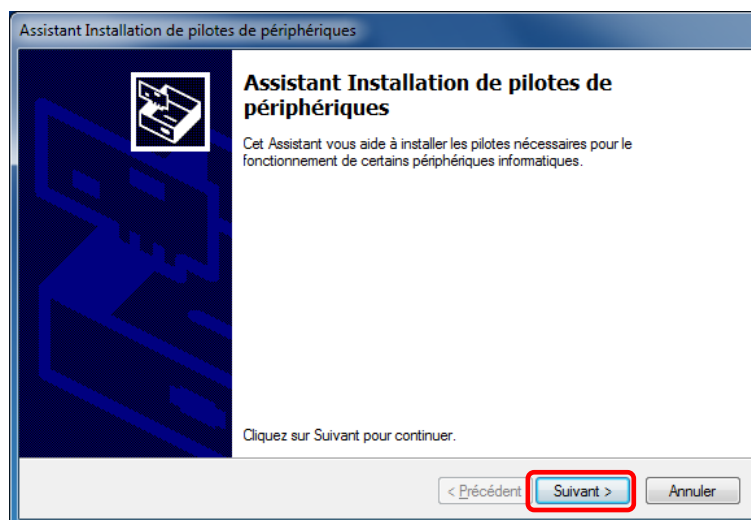 Assistant Installation de pilotes de périphériques
Assistant Installation de pilotes de
périphériques
Cet Assistant vous aide à installer les pilotes nécessaires pour le
fonctionnement de certains périphériques informatiques.
Cliquez sur Suivant pour continuer.
< Précédent Suivant > Annuler